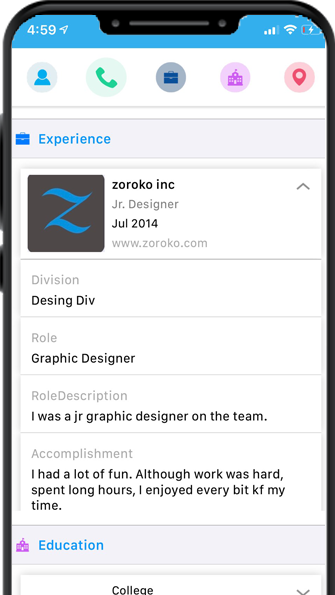 4:59
Experience
zoroko inc
Jr. Designer
Jul 2014
www.zoroko.com
Division
Desing Div
Role
Graphic Designer
RoleDescription
I was a jr graphic designer on the team.
Accomplishment
I had a lot of fun. Although work was hard,
spent long hours, I enjoyed every bit kf my
time.
Education
College